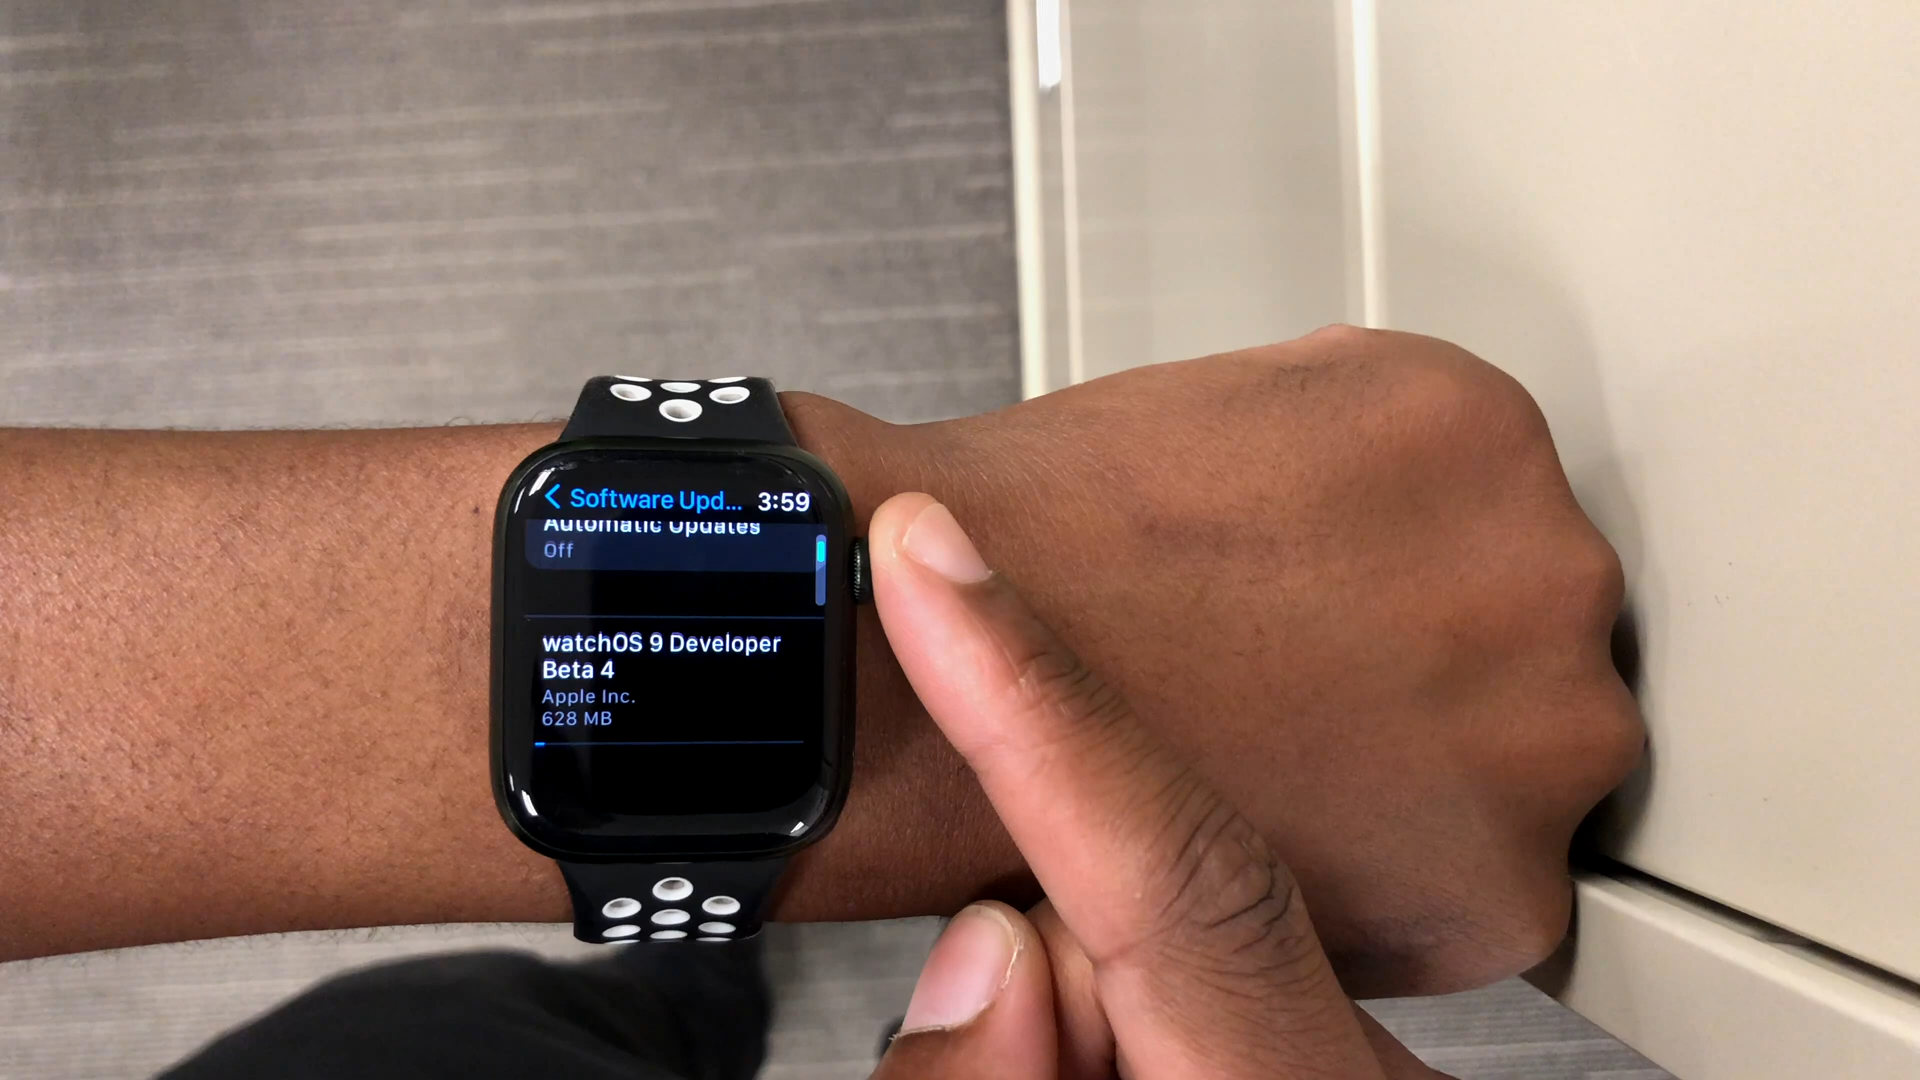 Software Upd... 3:59
Automatic Updates
Off
watchOS 9 Developer
Beta 4
Apple Inc.
628 MB